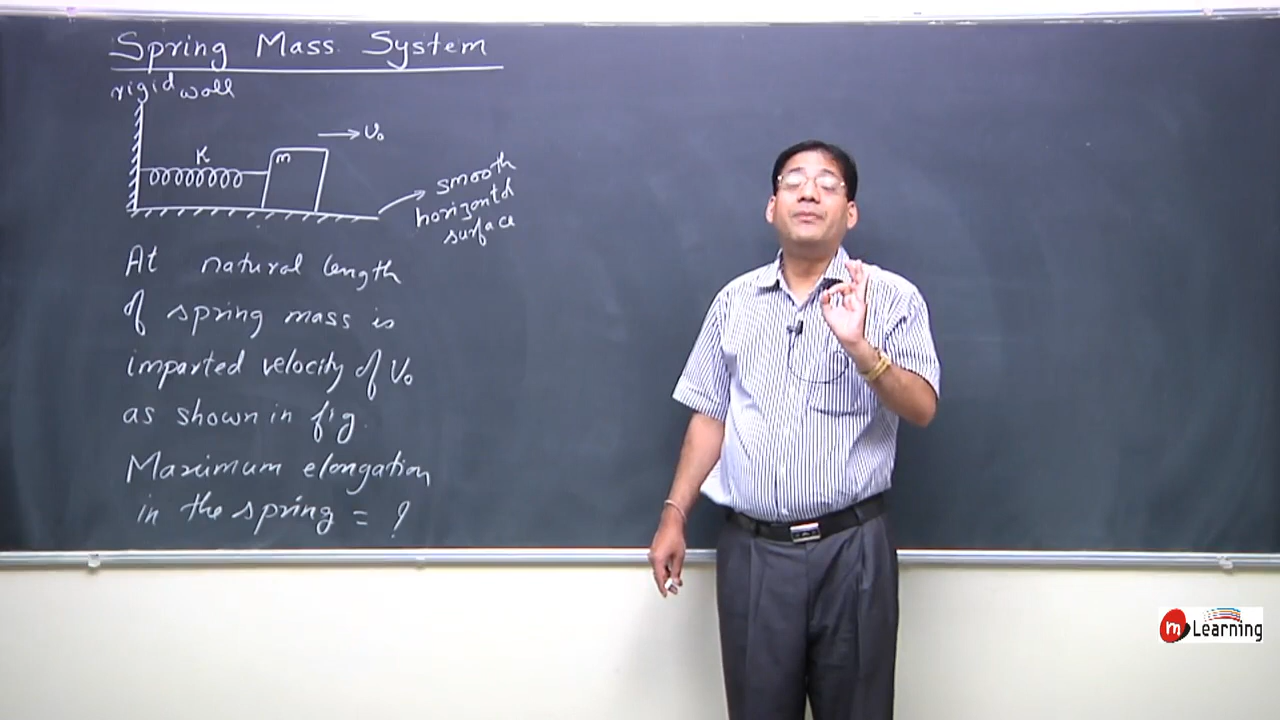 Spring Mass System
rigid wall
K
m
v₀
smooth
horizontal
surface
At natural length
of spring mass is
imparted velocity of v₀
as shown in fig.
Maximum elongation
in the spring = ?
m Learning